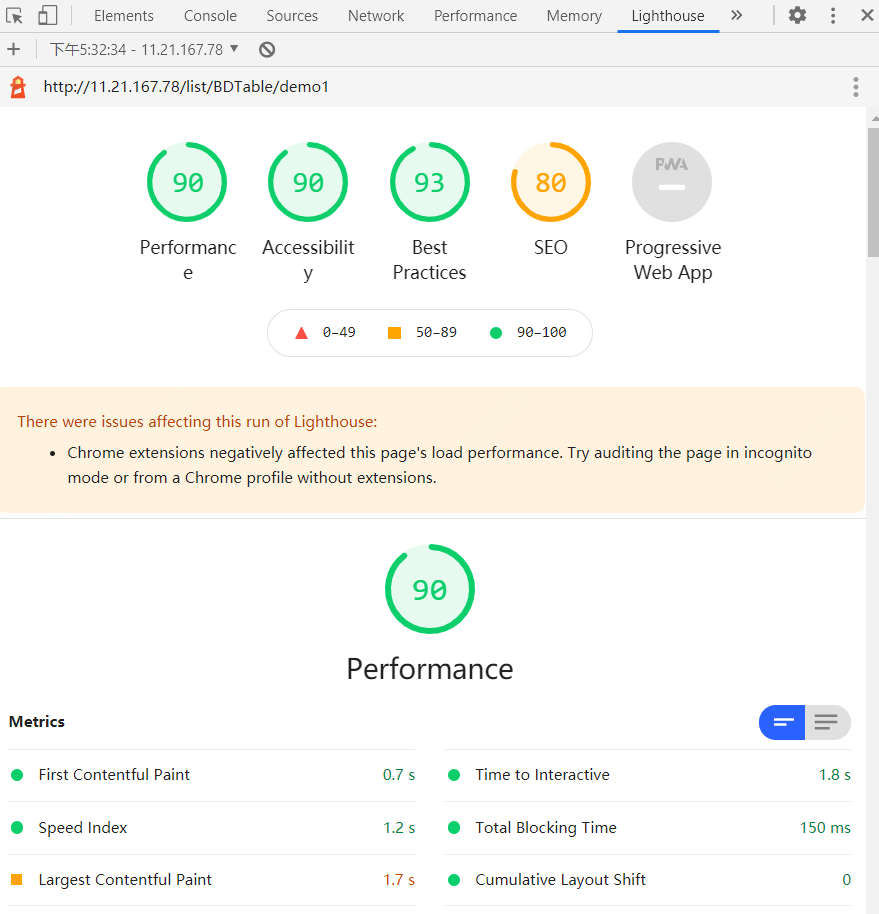 Elements Console Sources Network Performance Memory Lighthouse
下午5:32:34 - 11.21.167.78
http://11.21.167.78/list/BDTable/demo1
90 90 93 80 PWA
Performanc Accessibilit Best SEO Progressive
e y Practices Web App
0–49 50–89 90–100
There were issues affecting this run of Lighthouse:
Chrome extensions negatively affected this page's load performance. Try auditing the page in incognito
mode or from a Chrome profile without extensions.
90
Performance
Metrics
First Contentful Paint 0.7 s Time to Interactive 1.8 s
Speed Index 1.2 s Total Blocking Time 150 ms
Largest Contentful Paint 1.7 s Cumulative Layout Shift 0